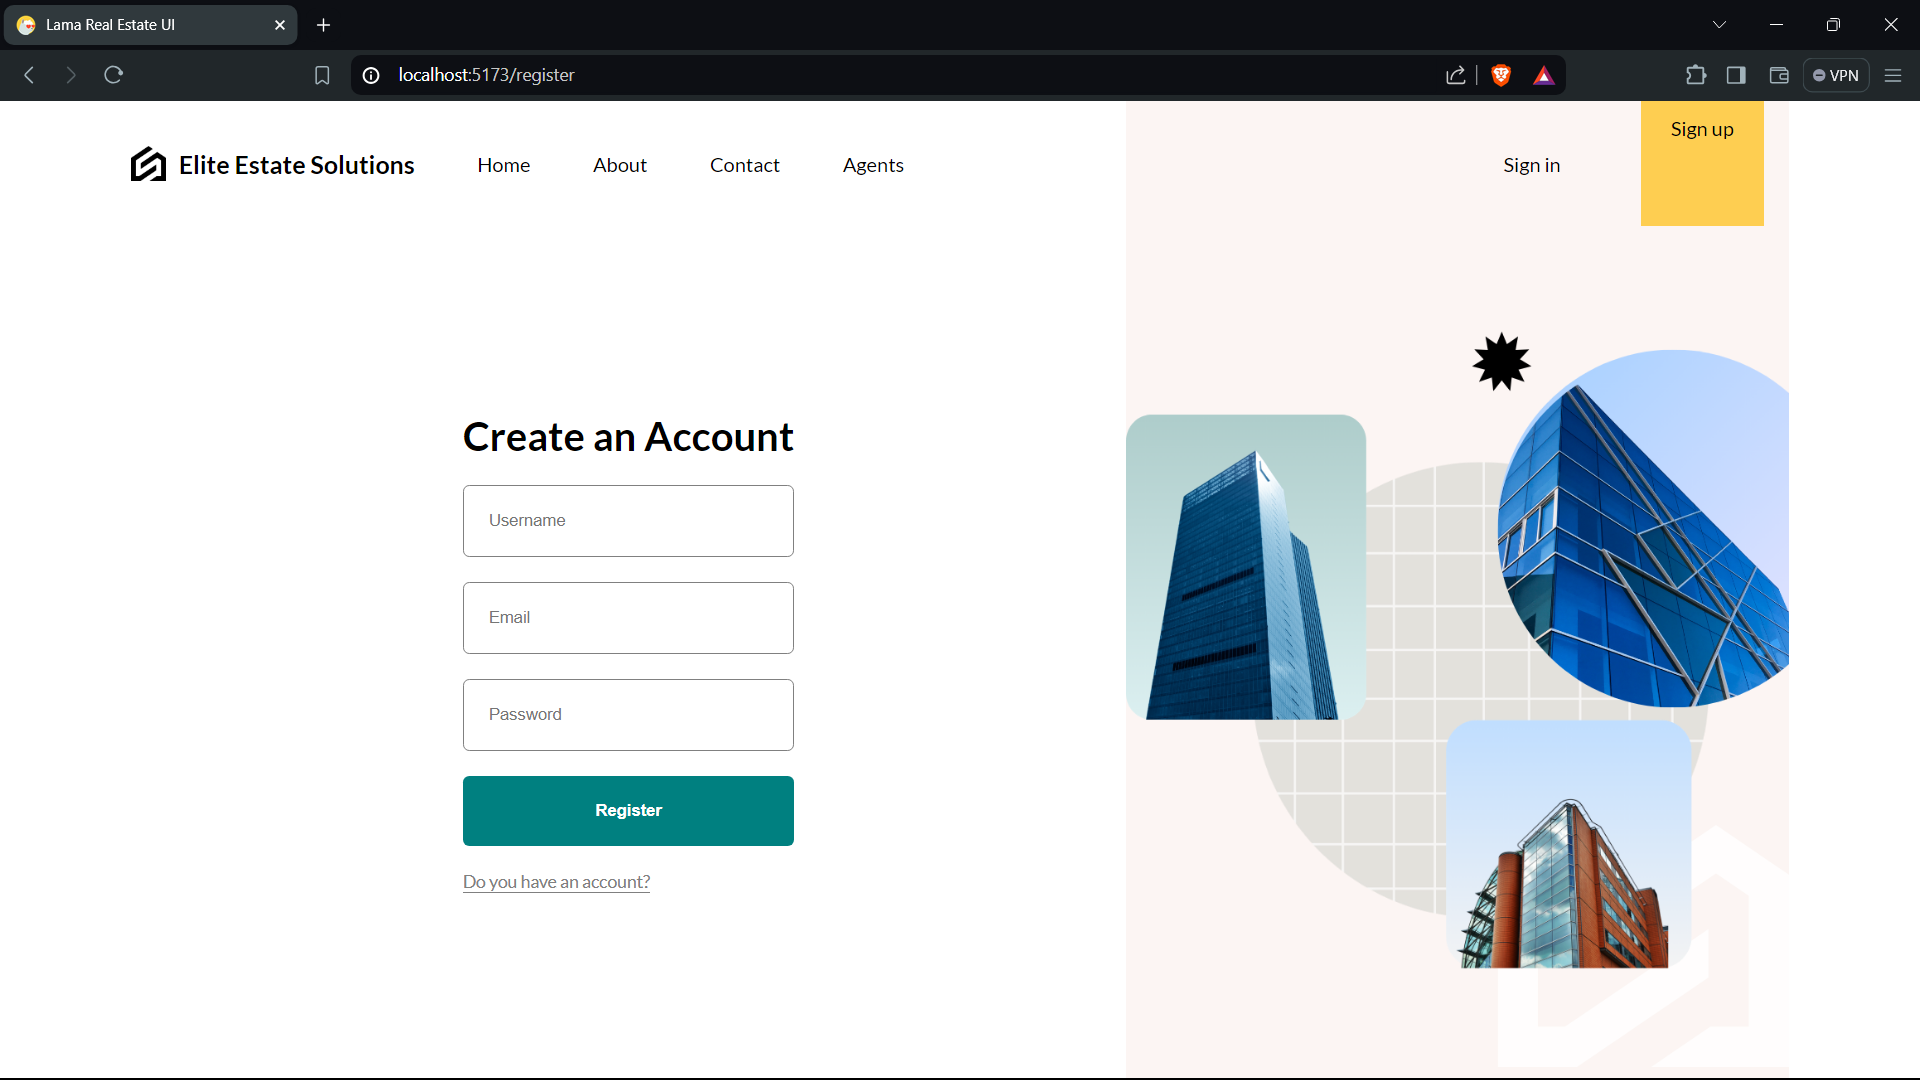 Lama Real Estate UI
localhost:5173/register
VPN
Elite Estate Solutions
Home
About
Contact
Agents
Sign in
Sign up
Create an Account
Username
Email
Password
Register
Do you have an account?